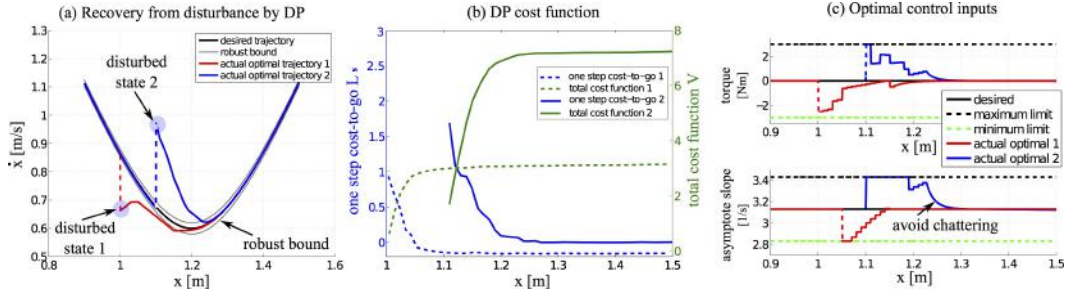 (a) Recovery from disturbance by DP
1.3
1.2
1.1
1
0.9
0.8
0.7
0.6
0.5
ẋ [m/s]
desired trajectory
robust bound
actual optimal trajectory 1
actual optimal trajectory 2
disturbed
state 2
disturbed
state 1
robust bound
0.8
1
1.2
1.4
1.6
x [m]
(b) DP cost function
3
2.5
2
1.5
1
0.5
0
one step cost-to-go L s
one step cost-to-go 1
total cost function 1
one step cost-to-go 2
total cost function 2
8
6
4
2
0
total cost function V
1
1.1
1.2
1.3
1.4
1.5
x [m]
(c) Optimal control inputs
torque
[Nm]
2
0
−2
desired
maximum limit
minimum limit
actual optimal 1
actual optimal 2
0.9
1
1.1
1.2
x [m]
asymptote slope
[1/s]
3.4
3.1
2.8
avoid chattering
0.9
1
1.1
1.2
1.3
1.4
1.5
x [m]